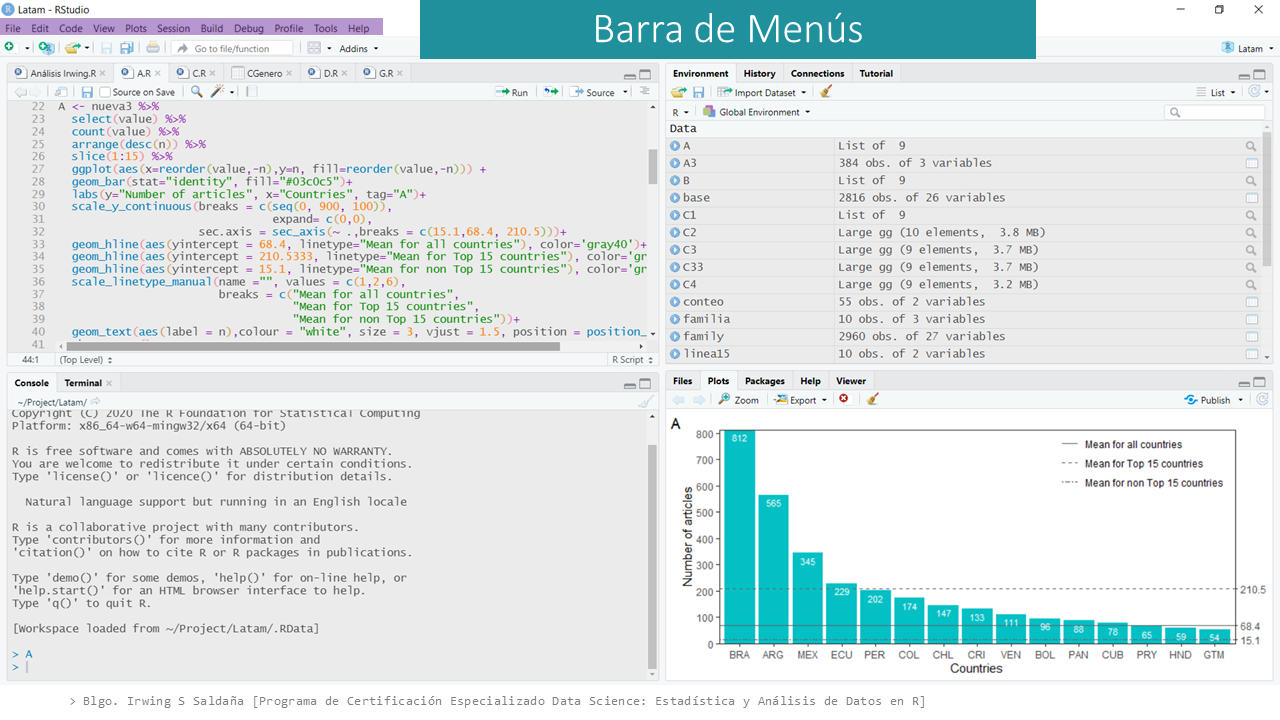 Latam - RStudio
Barra de Menús
File Edit Code View Plots Session Build Debug Profile Tools Help
Go to file/function Addins Latam
Análisis Irwing.R A.R C.R CGenero D.R G.R
Source on Save Run Source
22 A <- nueva3 %>%
23 select(value) %>%
24 count(value) %>%
25 arrange(desc(n)) %>%
26 slice(1:15) %>%
27 ggplot(aes(x=reorder(value,-n),y=n, fill=reorder(value,-n))) +
28 geom_bar(stat="identity", fill="#03c0c5")+
29 labs(y="Number of articles", x="Countries", tag="A")+
30 scale_y_continuous(breaks = c(seq(0, 900, 100)),
31 expand= c(0,0),
32 sec.axis = sec_axis(~ .,breaks = c(15.1,68.4, 210.5)))+
33 geom_hline(aes(yintercept = 68.4, linetype="Mean for all countries"), color='gray40')+
34 geom_hline(aes(yintercept = 210.5333, linetype="Mean for Top 15 countries"), color='gr
35 geom_hline(aes(yintercept = 15.1, linetype="Mean for non Top 15 countries"), color='gr
36 scale_linetype_manual(name ="", values = c(1,2,6),
37 breaks = c("Mean for all countries",
38 "Mean for Top 15 countries",
39 "Mean for non Top 15 countries"))+
40 geom_text(aes(label = n),colour = "white", size = 3, vjust = 1.5, position = position_
41
44:1 (Top Level) R Script
Console Terminal
~/Project/Latam/
Copyright (C) 2020 The R Foundation for Statistical Computing
Platform: x86_64-w64-mingw32/x64 (64-bit)
R is free software and comes with ABSOLUTELY NO WARRANTY.
You are welcome to redistribute it under certain conditions.
Type 'license()' or 'licence()' for distribution details.
Natural language support but running in an English locale
R is a collaborative project with many contributors.
Type 'contributors()' for more information and
'citation()' on how to cite R or R packages in publications.
Type 'demo()' for some demos, 'help()' for on-line help, or
'help.start()' for an HTML browser interface to help.
Type 'q()' to quit R.
[Workspace loaded from ~/Project/Latam/.RData]
> A
>
Environment History Connections Tutorial
Import Dataset List
R Global Environment
Data
A List of 9
A3 384 obs. of 3 variables
B List of 9
base 2816 obs. of 26 variables
C1 List of 9
C2 Large gg (10 elements, 3.8 MB)
C3 Large gg (9 elements, 3.7 MB)
C33 Large gg (9 elements, 3.7 MB)
C4 Large gg (9 elements, 3.2 MB)
conteo 55 obs. of 2 variables
familia 10 obs. of 3 variables
family 2960 obs. of 27 variables
linea15 10 obs. of 2 variables
Files Plots Packages Help Viewer
Zoom Export Publish
A
Number of articles
800
700
600
500
400
300
200
100
0
812 565 345 229 202 174 147 133 111 96 88 78 65 59 54
Mean for all countries
Mean for Top 15 countries
Mean for non Top 15 countries
210.5
68.4
15.1
BRA ARG MEX ECU PER COL CHL CRI VEN BOL PAN CUB PRY HND GTM
Countries
> Blgo. Irwing S Saldaña [Programa de Certificación Especializado Data Science: Estadística y Análisis de Datos en R]